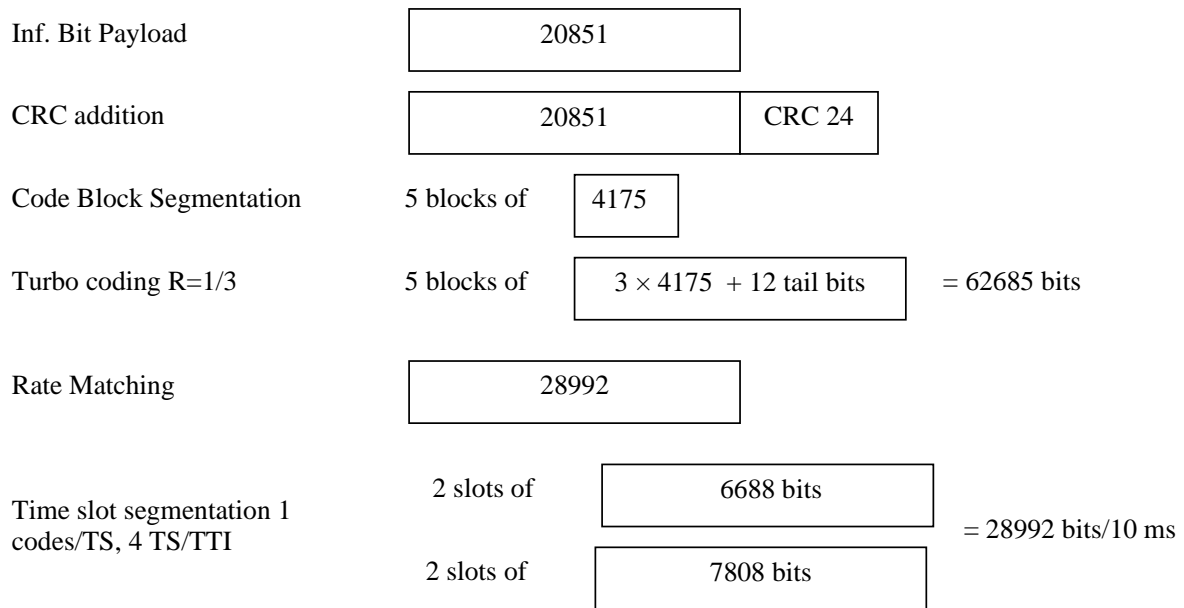 Inf. Bit Payload 20851
CRC addition 20851 CRC 24
Code Block Segmentation 5 blocks of 4175
Turbo coding R=1/3 5 blocks of 3 × 4175 + 12 tail bits = 62685 bits
Rate Matching 28992
2 slots of 6688 bits
Time slot segmentation 1
codes/TS, 4 TS/TTI
= 28992 bits/10 ms
2 slots of 7808 bits